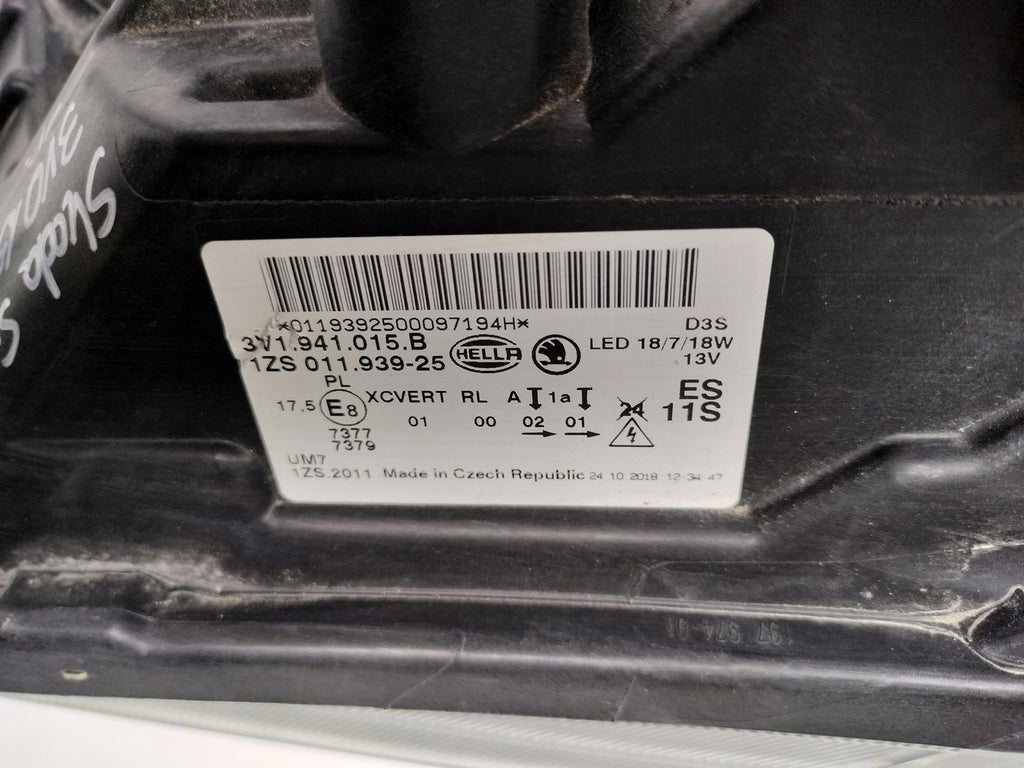 *0119392500097194H*
D3S
3V1.941.015.B
HELLA
LED 18/7/18W
1ZS 011.939-25
13V
PL
ES
17,5 E8 XCVERT RL A 1a 24 11S
01 00 02 01
7377
7379
UM7
1ZS.2011 Made in Czech Republic 24 10 2018 12:34:47
Skoda